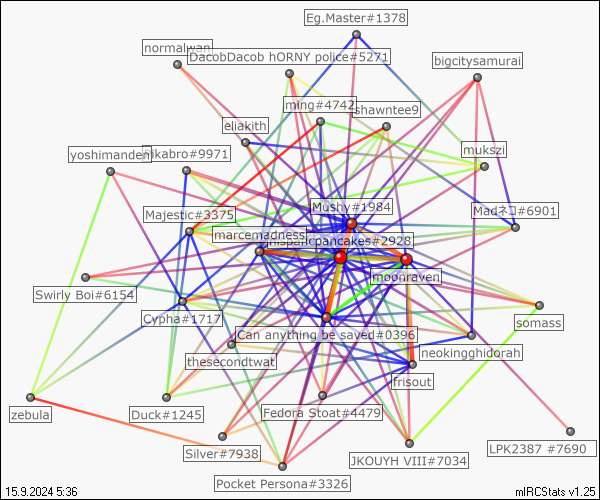 Eg.Master#1378
normalwan
DacobDacob hORNY police#5271
bigcitysamurai
ming#4742
shawntee9
eliakith
mukszi
yoshimanden
nikabro#9971
Mushy#1984
Madネコ#6901
Majestic#3375
marcemadness
hispanicpancakes#2928
moonraven
Swirly Boi#6154
Cypha#1717
somass
Can anything be saved#0396
neokingghidorah
thesecondtwat
frisout
zebula
Duck#1245
Fedora Stoat#4479
LPK2387 #7690
Silver#7938
JKOUYH VIII#7034
Pocket Persona#3326
15.9.2024 5:36
mIRCStats v1.25